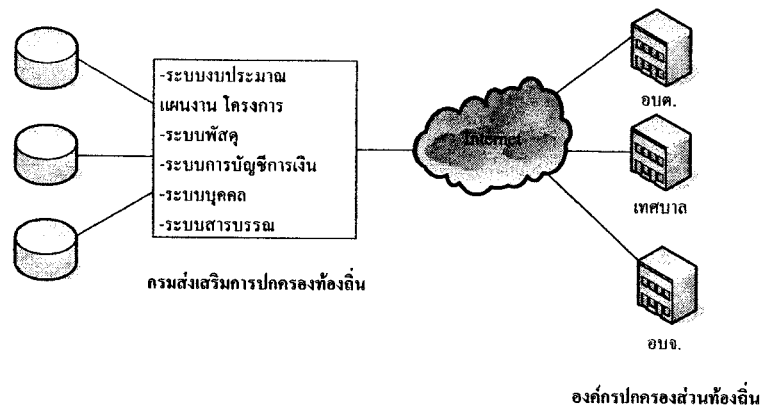 -ระบบงบประมาณ
แผนงาน โครงการ
-ระบบพัสดุ
-ระบบการบัญชีการเงิน
-ระบบบุคคล
-ระบบสารบรรณ
กรมส่งเสริมการปกครองท้องถิ่น
Internet
อบต.
เทศบาล
อบจ.
องค์กรปกครองส่วนท้องถิ่น